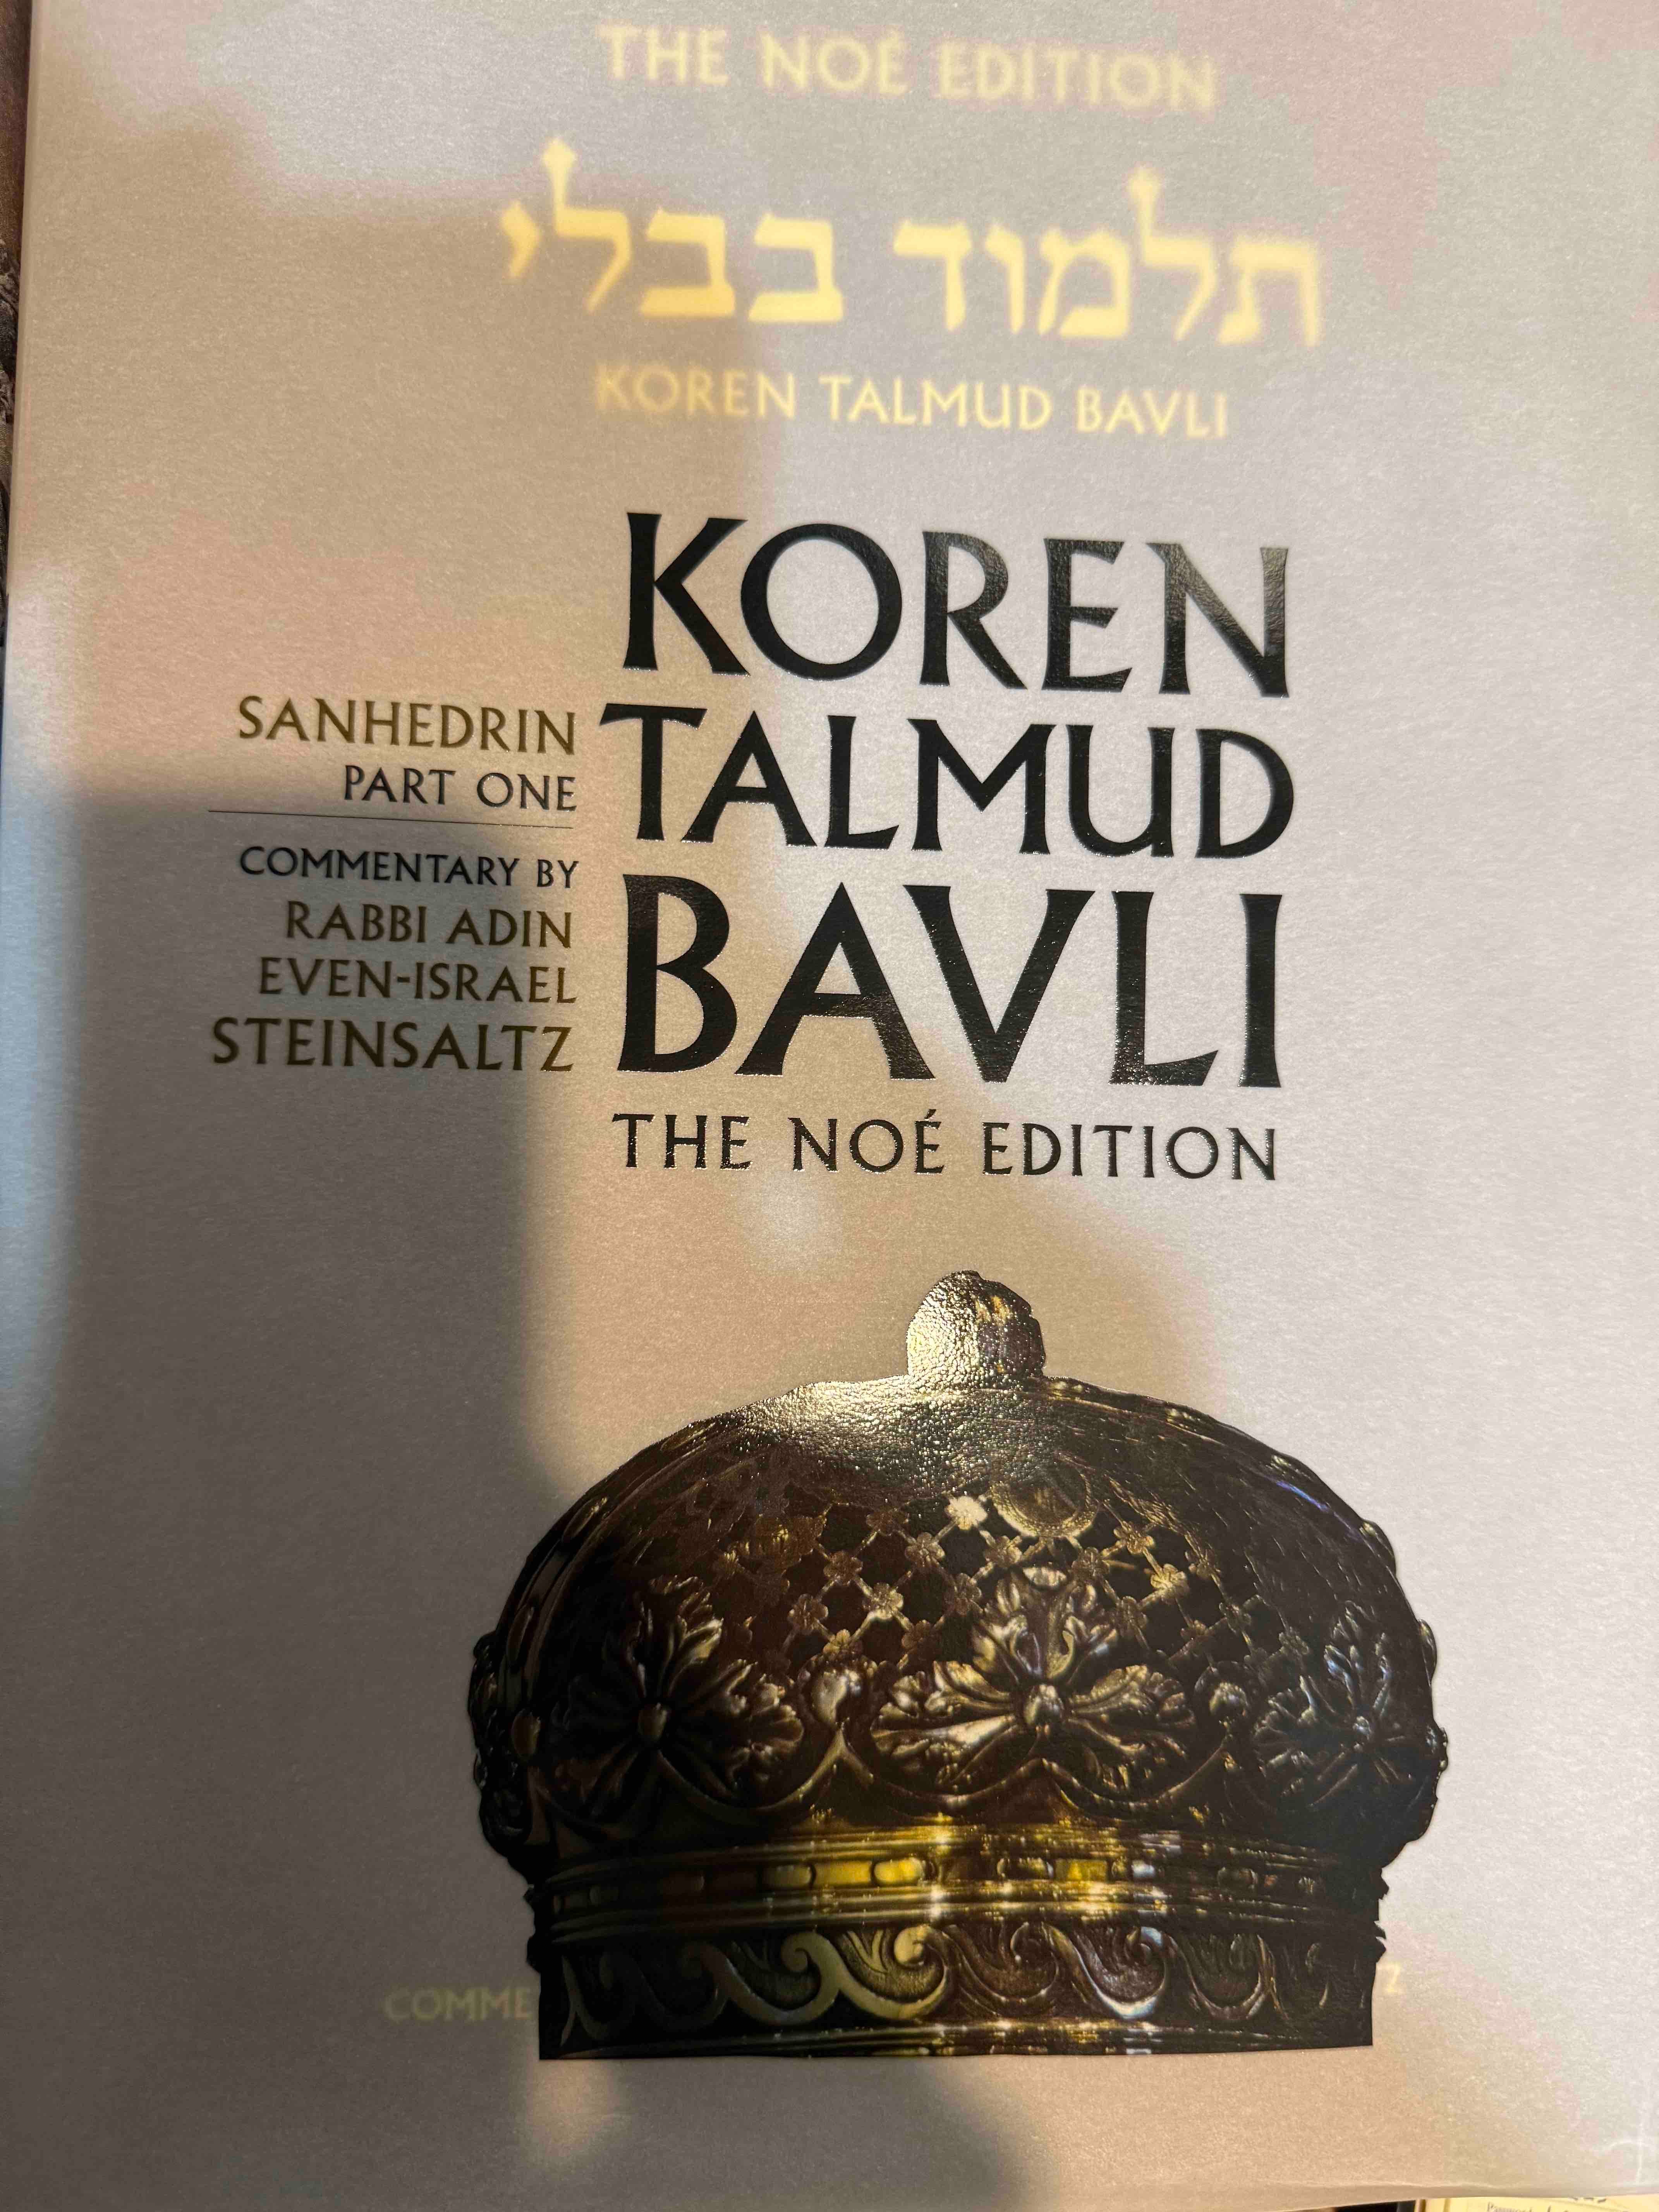 THE NOÉ EDITION
תלמוד בבלי
KOREN TALMUD BAVLI
KOREN
TALMUD
BAVLI
THE NOÉ EDITION
SANHEDRIN
PART ONE
COMMENTARY BY
RABBI ADIN
EVEN-ISRAEL
STEINSALTZ
COMME
Z